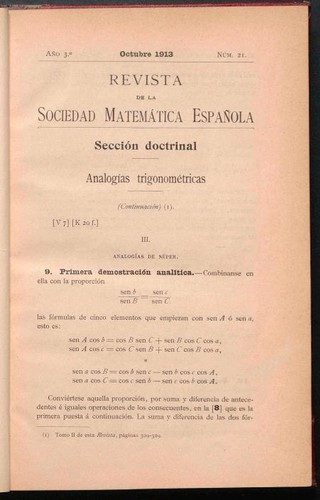 AÑO 3.º Octubre 1913 NÚM. 21.
REVISTA
DE LA
SOCIEDAD MATEMÁTICA ESPAÑOLA
Sección doctrinal
Analogías trigonométricas
(Continuación) (1).
[V 7] [K 20 f.]
III.
ANALOGÍAS DE NÉPER.
9. Primera demostración analítica.—Combínanse en
ella con la proporción
sen b / sen B = sen c / sen C
las fórmulas de cinco elementos que empiezan con sen A ó sen a,
esto es:
sen A cos b = cos B sen C + sen B cos C cos a,
sen A cos c = cos C sen B + sen C cos B cos a,
y
sen a cos B = cos b sen c — sen b cos c cos A,
sen a cos C = cos c sen b — sen c cos b cos A.
Conviértese aquella proporción, por suma y diferencia de antece-
dentes é iguales operaciones de los consecuentes, en la [8] que es la
primera puesta á continuación. La suma y diferencia de las dos fór-
(1) Tomo II de esta Revista, páginas